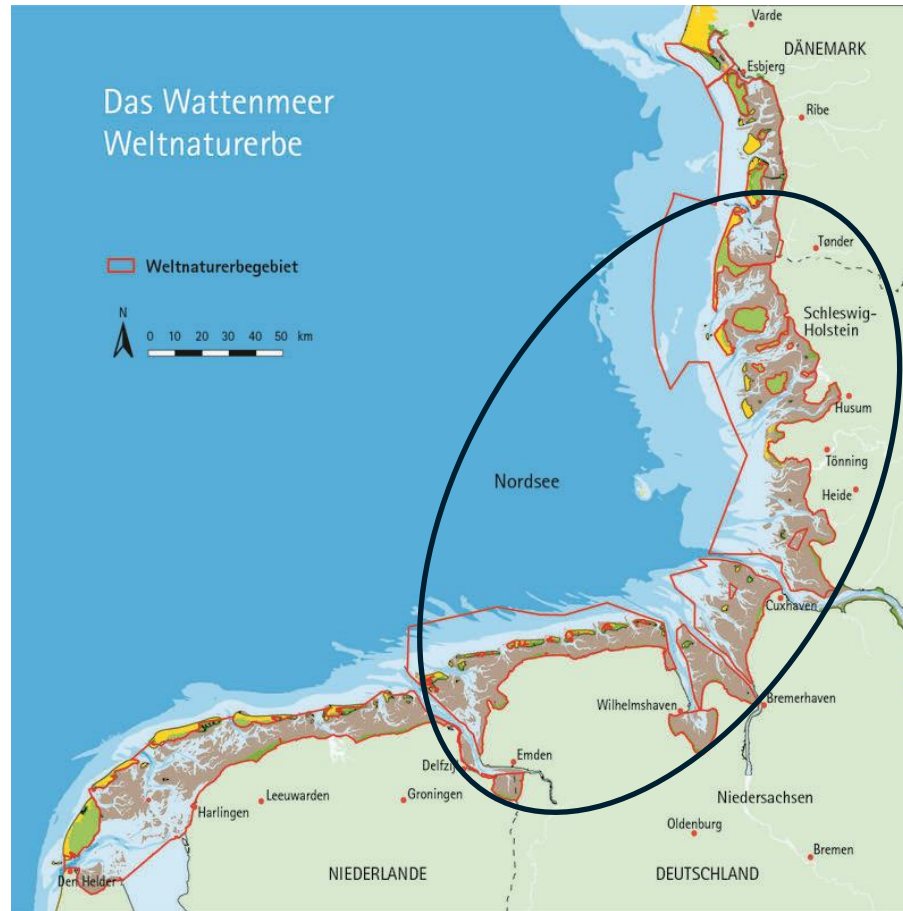 Das Wattenmeer
Weltnaturerbe
Weltnaturerbegebiet
N
0 10 20 30 40 50 km
Varde
DÄNEMARK
Esbjerg
Ribe
Tønder
Schleswig-
Holstein
Husum
Nordsee
Tönning
Heide
Cuxhaven
Wilhelmshaven
Bremerhaven
Emden
Delfzijl
Leeuwarden
Groningen
Harlingen
Niedersachsen
Oldenburg
Bremen
Den Helder
NIEDERLANDE
DEUTSCHLAND